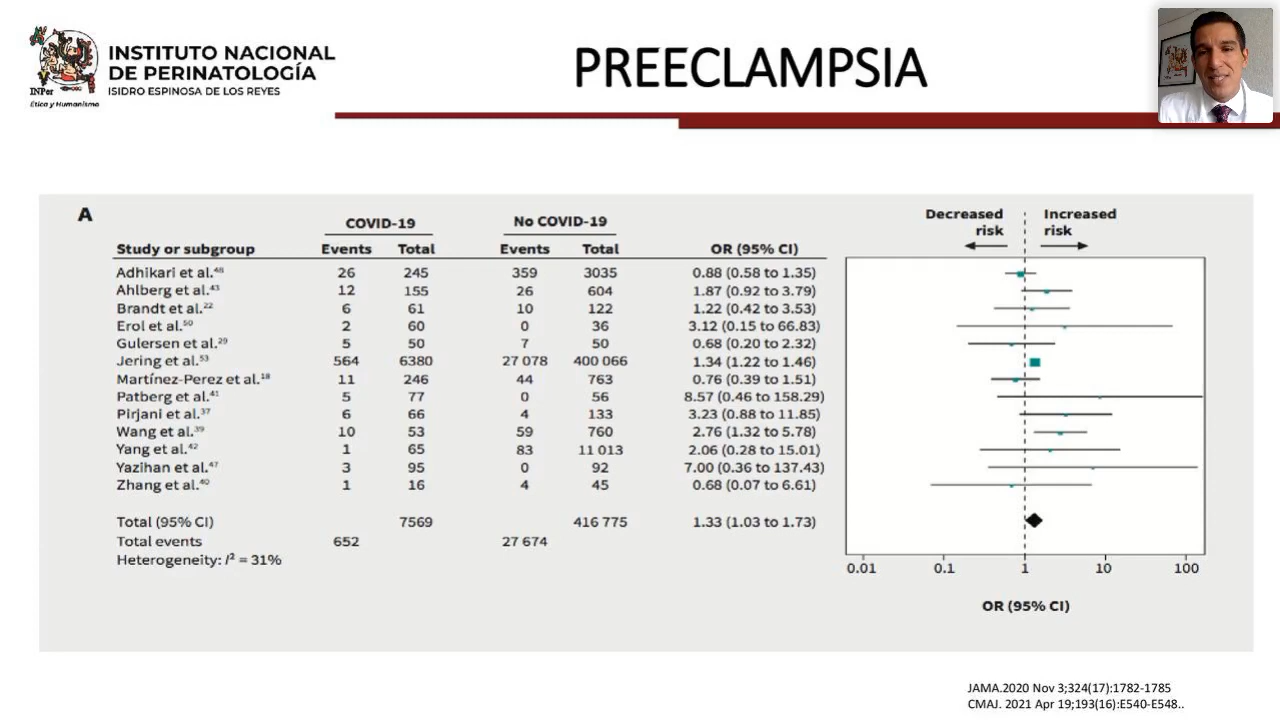 INSTITUTO NACIONAL
DE PERINATOLOGÍA
ISIDRO ESPINOSA DE LOS REYES
INPer
Ética y Humanismo
PREECLAMPSIA
A
COVID-19 No COVID-19
Study or subgroup Events Total Events Total OR (95% CI)
Adhikari et al.⁴⁸ 26 245 359 3035 0.88 (0.58 to 1.35)
Ahlberg et al.⁴³ 12 155 26 604 1.87 (0.92 to 3.79)
Brandt et al.²² 6 61 10 122 1.22 (0.42 to 3.53)
Erol et al.⁵⁰ 2 60 0 36 3.12 (0.15 to 66.83)
Gulersen et al.²⁹ 5 50 7 50 0.68 (0.20 to 2.32)
Jering et al.⁵³ 564 6380 27 078 400 066 1.34 (1.22 to 1.46)
Martínez-Perez et al.¹⁸ 11 246 44 763 0.76 (0.39 to 1.51)
Patberg et al.⁴¹ 5 77 0 56 8.57 (0.46 to 158.29)
Pirjani et al.³⁷ 6 66 4 133 3.23 (0.88 to 11.85)
Wang et al.³⁹ 10 53 59 760 2.76 (1.32 to 5.78)
Yang et al.⁴² 1 65 83 11 013 2.06 (0.28 to 15.01)
Yazihan et al.⁴⁷ 3 95 0 92 7.00 (0.36 to 137.43)
Zhang et al.⁴⁰ 1 16 4 45 0.68 (0.07 to 6.61)
Total (95% CI) 7569 416 775 1.33 (1.03 to 1.73)
Total events 652 27 674
Heterogeneity: I² = 31%
Decreased Increased
risk risk
0.01 0.1 1 10 100
OR (95% CI)
JAMA.2020 Nov 3;324(17):1782-1785
CMAJ. 2021 Apr 19;193(16):E540-E548..